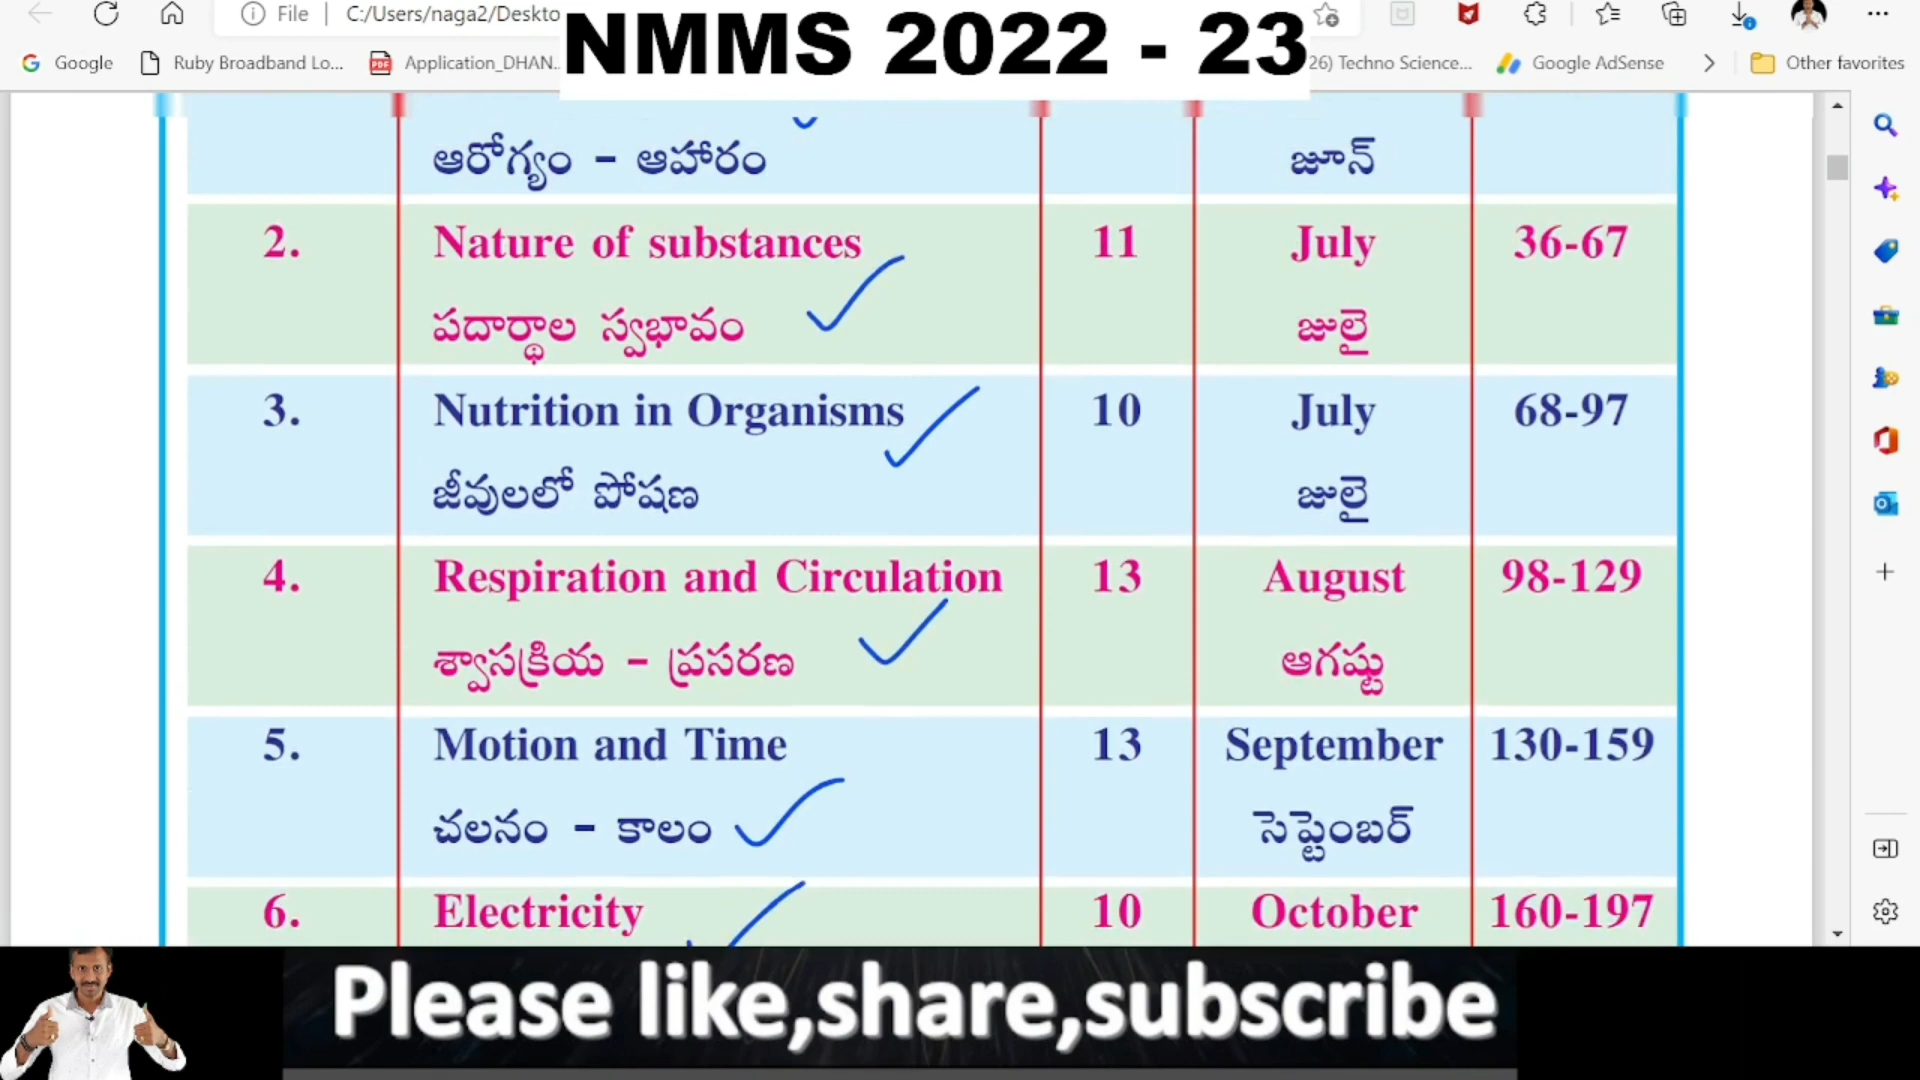 File
C:/Users/naga2/Deskto
NMMS 2022 - 23
Google
Ruby Broadband Lo...
Application_DHAN...
26) Techno Science...
Google AdSense
Other favorites
ఆరోగ్యం - ఆహారం జూన్
2. Nature of substances 11 July 36-67
పదార్థాల స్వభావం జులై
3. Nutrition in Organisms 10 July 68-97
జీవులలో పోషణ జులై
4. Respiration and Circulation 13 August 98-129
శ్వాసక్రియ - ప్రసరణ ఆగష్టు
5. Motion and Time 13 September 130-159
చలనం - కాలం సెప్టెంబర్
6. Electricity 10 October 160-197
Please like,share,subscribe